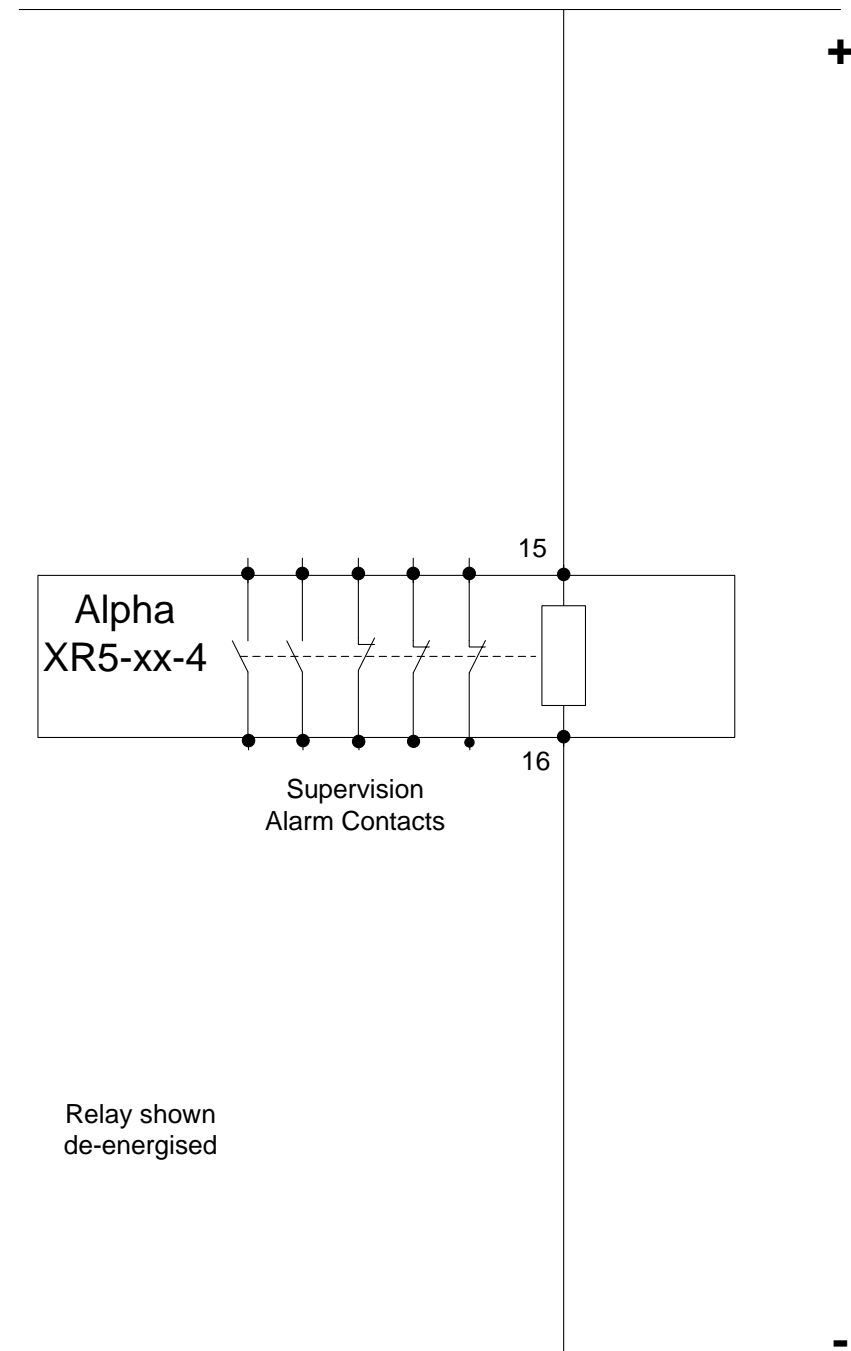 +
15
Alpha
XR5-xx-4
16
Supervision
Alarm Contacts
Relay shown
de-energised
-